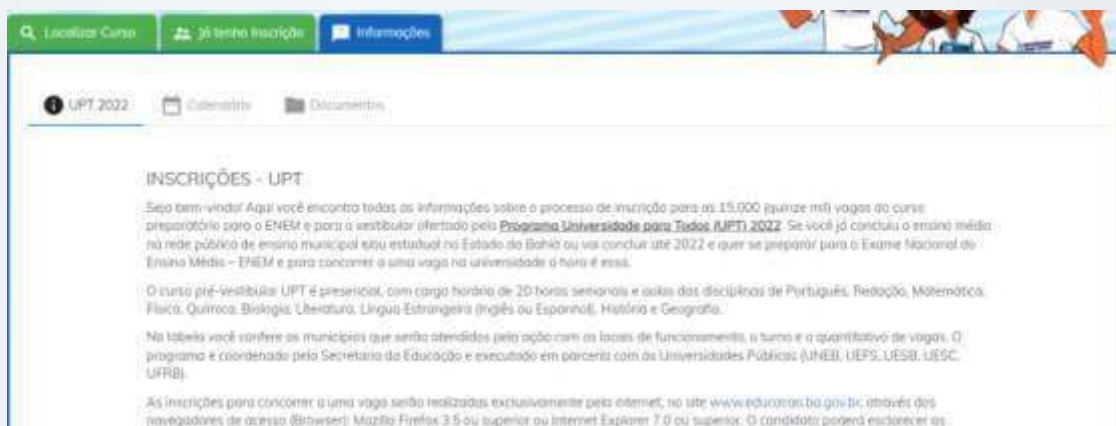 Localizar Curso
Já tenho Inscrição
Informações
UPT 2022
Calendário
Documentos
INSCRIÇÕES - UPT
Seja bem-vindo! Aqui você encontra todas as informações sobre o processo de inscrição para as 15.000 (quinze mil) vagas do curso
preparatório para o ENEM e para o vestibular ofertado pelo Programa Universidade para Todos (UPT) 2022. Se você já concluiu o ensino médio
na rede pública de ensino municipal e/ou estadual no Estado da Bahia ou vai concluir até 2022 e quer se preparar para o Exame Nacional do
Ensino Médio – ENEM e para concorrer a uma vaga na universidade a hora é essa.
O curso pré-vestibular UPT é presencial, com carga horária de 20 horas semanais e aulas das disciplinas de Português, Redação, Matemática,
Física, Química, Biologia, Literatura, Língua Estrangeira (Inglês ou Espanhol), História e Geografia.
Na tabela você confere os municípios que serão atendidos pela ação com os locais de funcionamento, o turno e o quantitativo de vagas. O
programa é coordenado pela Secretaria da Educação e executado em parceria com as Universidades Públicas (UNEB, UEFS, UESB, UESC,
UFRB).
As inscrições para concorrer a uma vaga serão realizadas exclusivamente pela internet, no site www.educacao.ba.gov.br, através dos
navegadores de acesso (Browser): Mozilla Firefox 3.5 ou superior ou Internet Explorer 7.0 ou superior. O candidato poderá esclarecer as